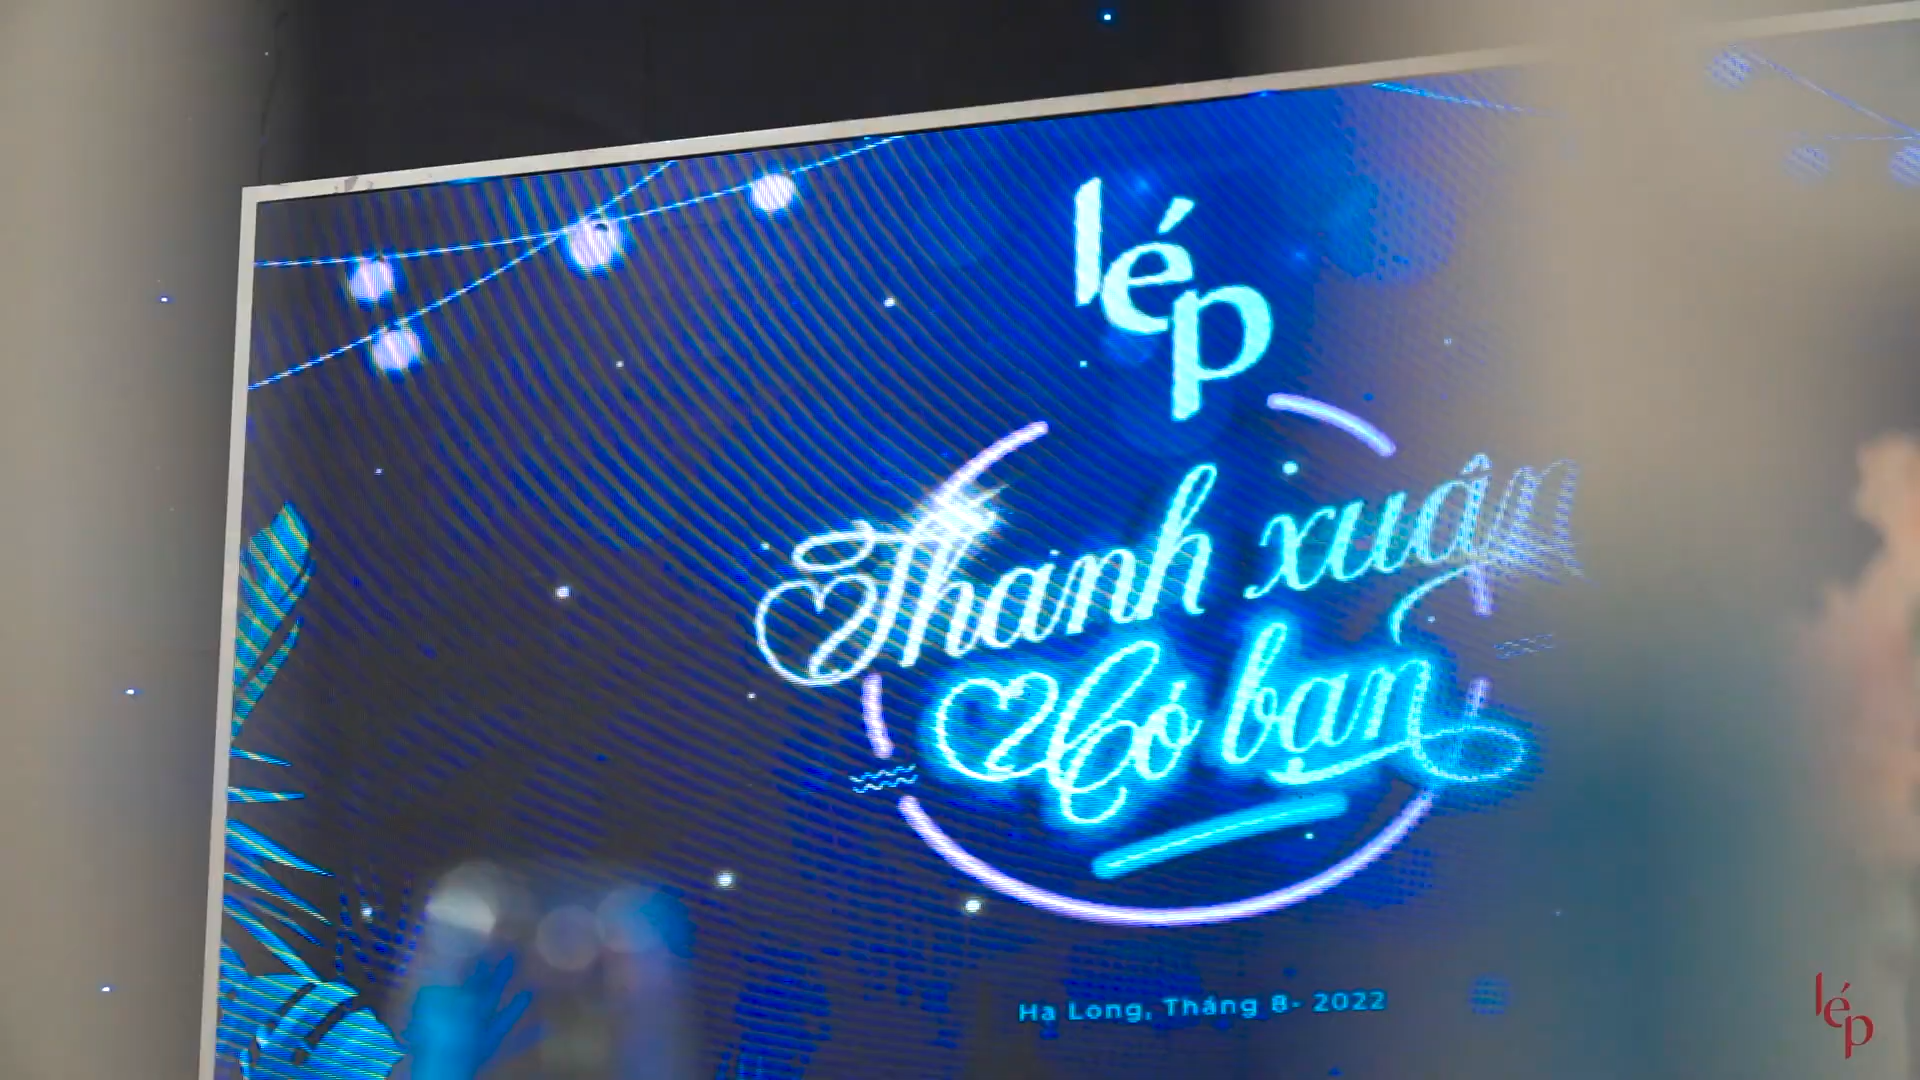 lép
Thanh xuân
Có bạn
Hạ Long, Tháng 8- 2022
lép